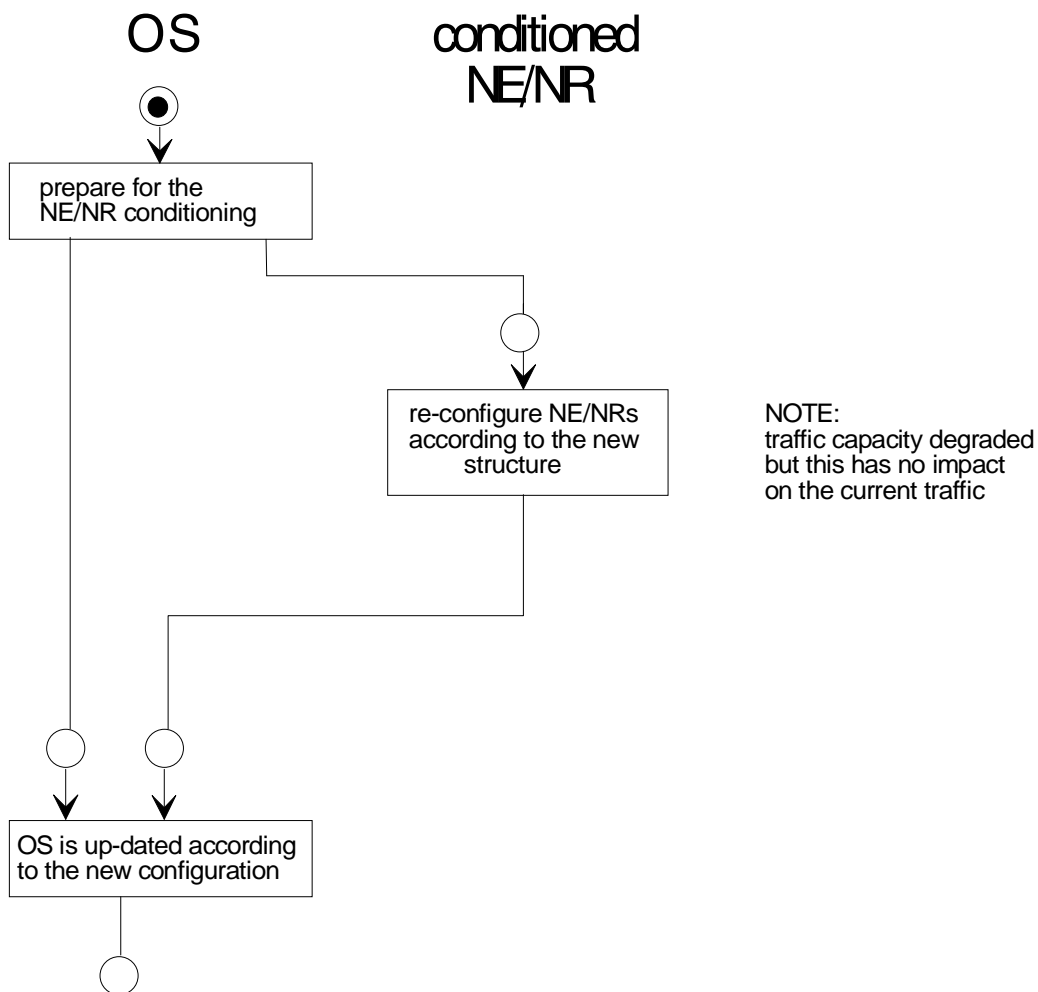 OS
conditioned
NE/NR
prepare for the
NE/NR conditioning
re-configure NE/NRs
according to the new
structure
NOTE:
traffic capacity degraded
but this has no impact
on the current traffic
OS is up-dated according
to the new configuration